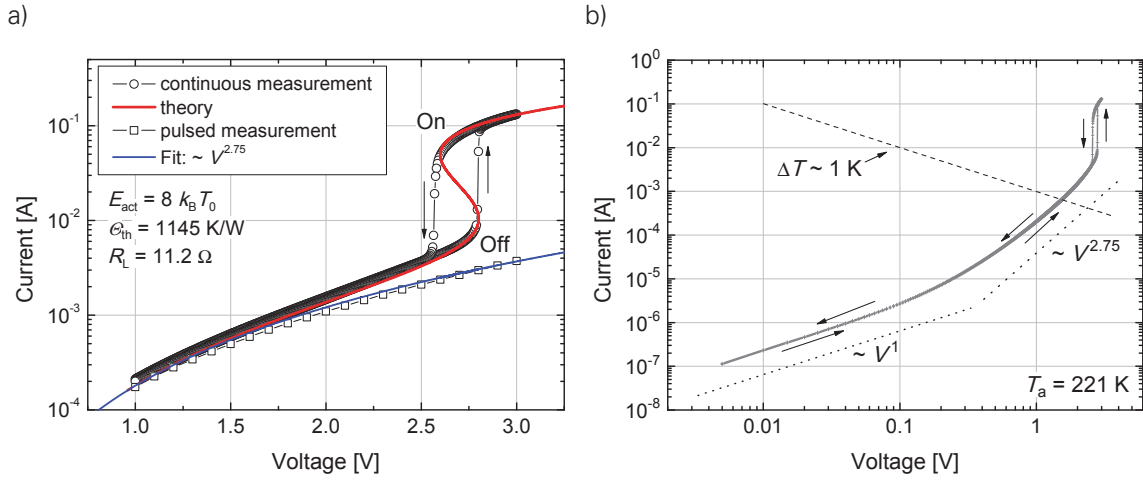 a)
continuous measurement
theory
pulsed measurement
Fit: ~ V^2.75
E_act = 8 k_BT_0
Θ_th = 1145 K/W
R_L = 11.2 Ω
On
Off
10^-1
10^-2
10^-3
10^-4
1.0 1.5 2.0 2.5 3.0
Current [A]
Voltage [V]
b)
10^0
10^-1
10^-2
10^-3
10^-4
10^-5
10^-6
10^-7
10^-8
ΔT ~ 1 K
~ V^2.75
~ V^1
T_a = 221 K
0.01 0.1 1
Current [A]
Voltage [V]